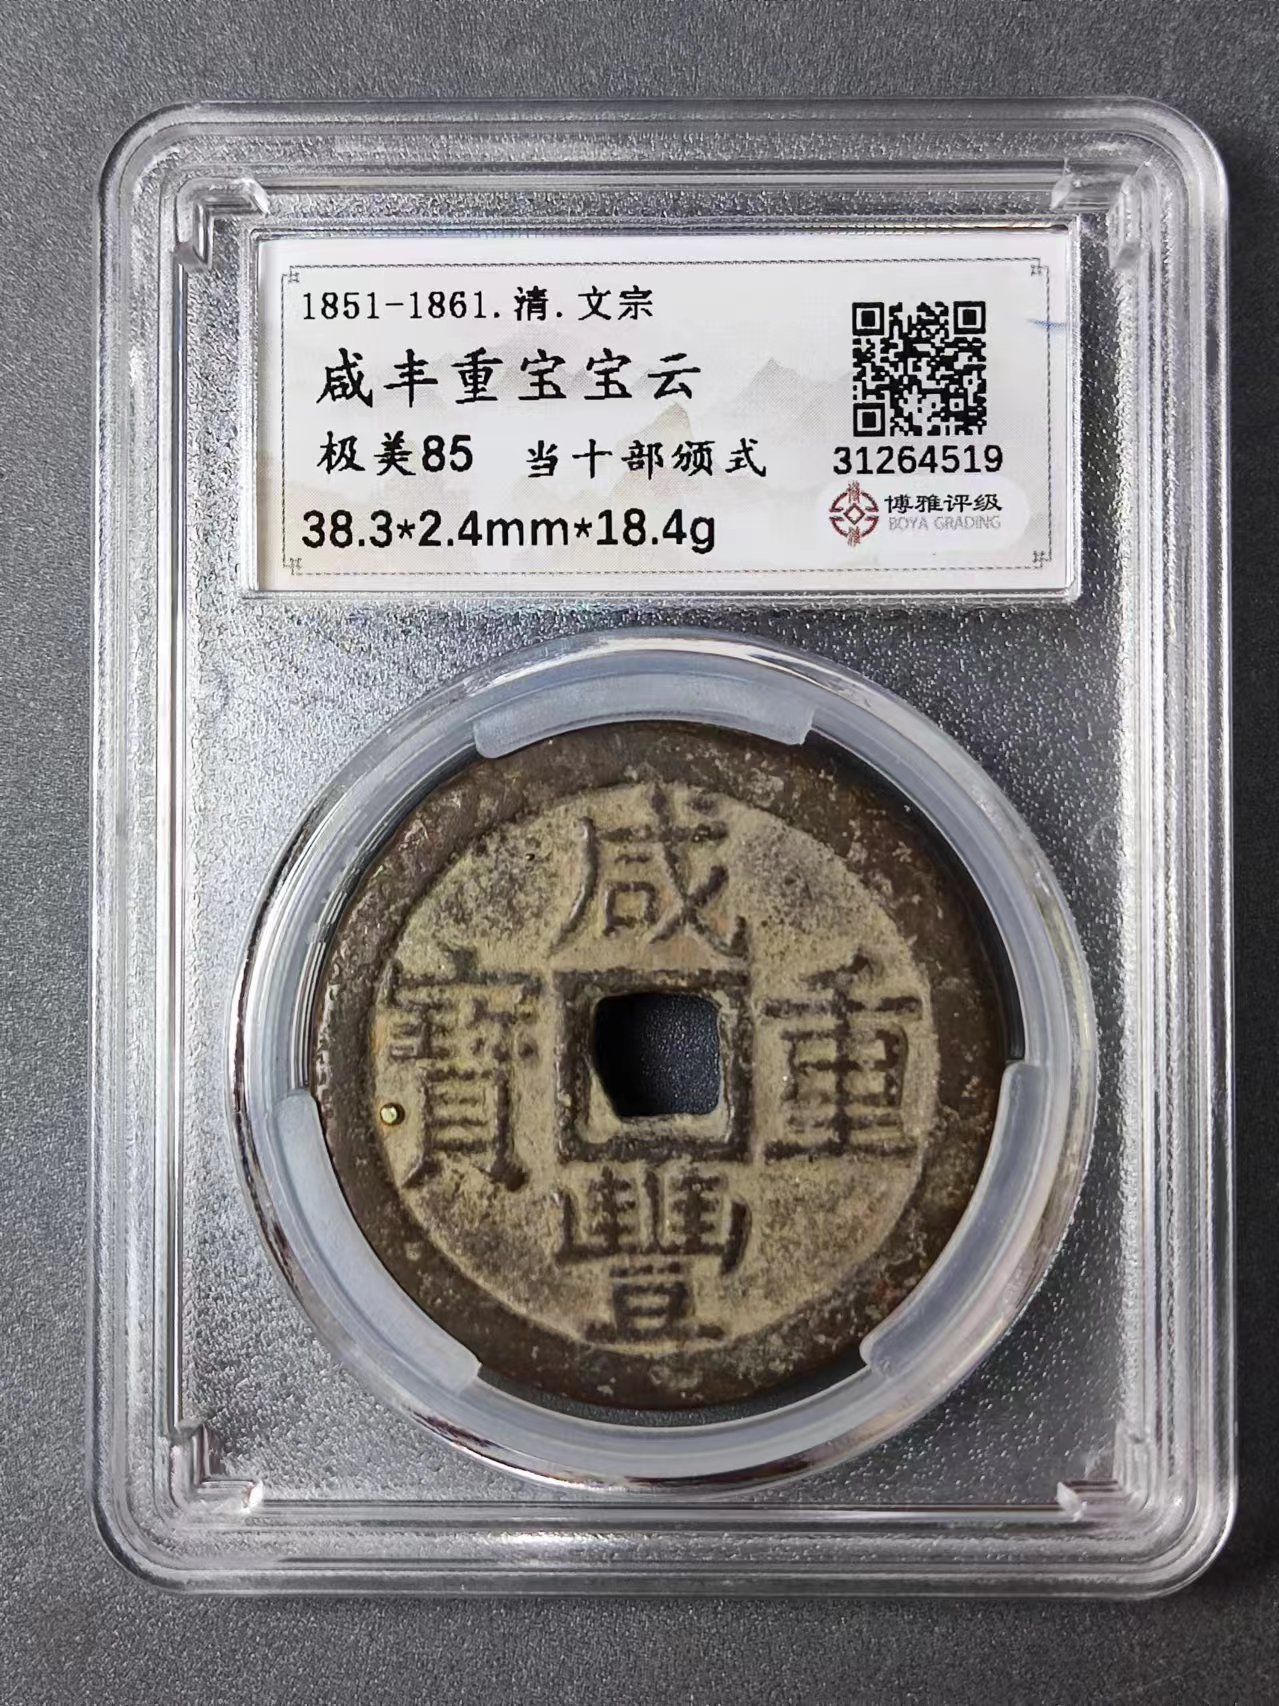 1851-1861.清.文宗
咸丰重宝宝云
极美85 当十部颁式
38.3*2.4mm*18.4g
31264519
博雅评级
BOYA GRADING
咸
寶 重
豐